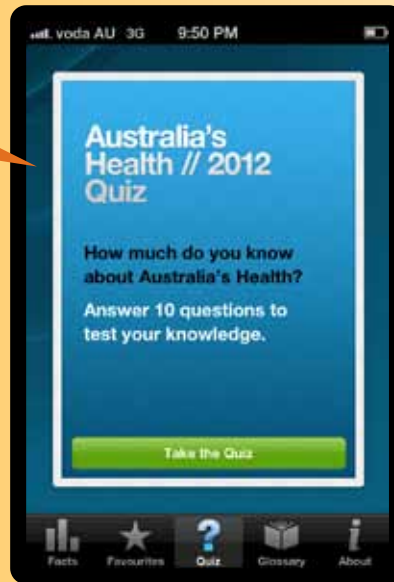 voda AU 3G 9:50 PM
Australia's
Health // 2012
Quiz
How much do you know
about Australia's Health?
Answer 10 questions to
test your knowledge.
Take the Quiz
Facts Favourites Quiz Glossary About